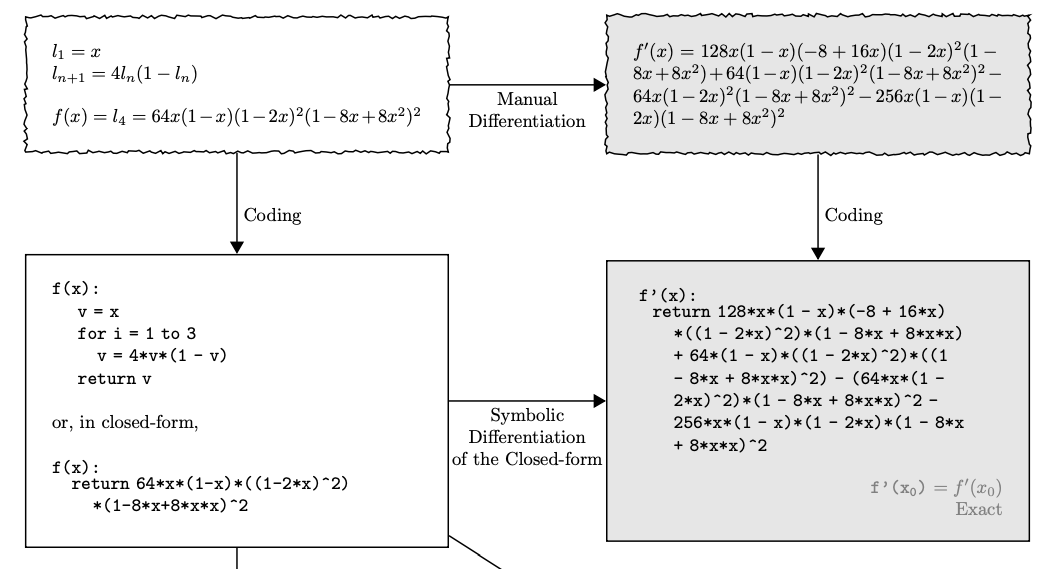 l₁ = x
lₙ₊₁ = 4lₙ(1 − lₙ)
f(x) = l₄ = 64x(1−x)(1−2x)²(1−8x+8x²)²
Manual
Differentiation
f′(x) = 128x(1 − x)(−8 + 16x)(1 − 2x)²(1 −
8x+8x²)+64(1−x)(1−2x)²(1−8x+8x²)² −
64x(1 − 2x)²(1 − 8x + 8x²)² − 256x(1 − x)(1 −
2x)(1 − 8x + 8x²)²
Coding
Coding
f(x):
v = x
for i = 1 to 3
v = 4*v*(1 - v)
return v
or, in closed-form,
f(x):
return 64*x*(1-x)*((1-2*x)^2)
*(1-8*x+8*x*x)^2
Symbolic
Differentiation
of the Closed-form
f'(x):
return 128*x*(1 - x)*(-8 + 16*x)
*((1 - 2*x)^2)*(1 - 8*x + 8*x*x)
+ 64*(1 - x)*((1 - 2*x)^2)*((1
- 8*x + 8*x*x)^2) - (64*x*(1 -
2*x)^2)*(1 - 8*x + 8*x*x)^2 -
256*x*(1 - x)*(1 - 2*x)*(1 - 8*x
+ 8*x*x)^2
f'(x₀) = f′(x₀)
Exact